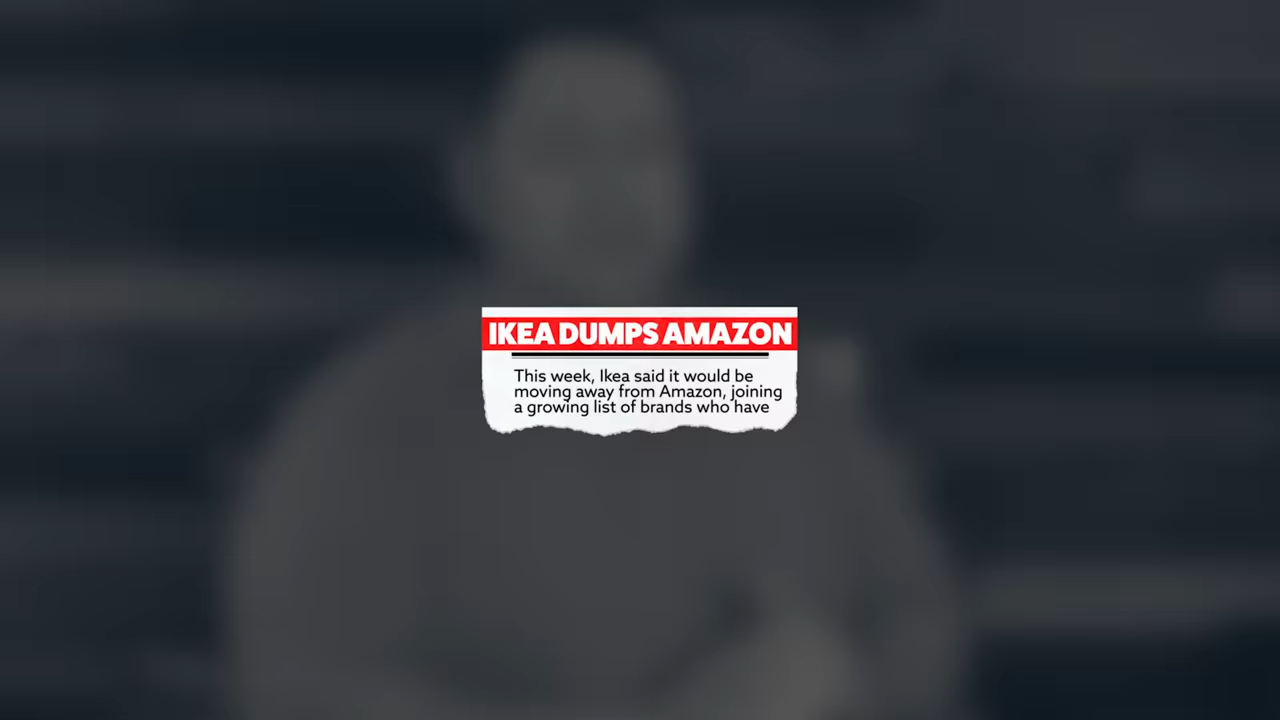 IKEA DUMPS AMAZON
This week, Ikea said it would be
moving away from Amazon, joining
a growing list of brands who have